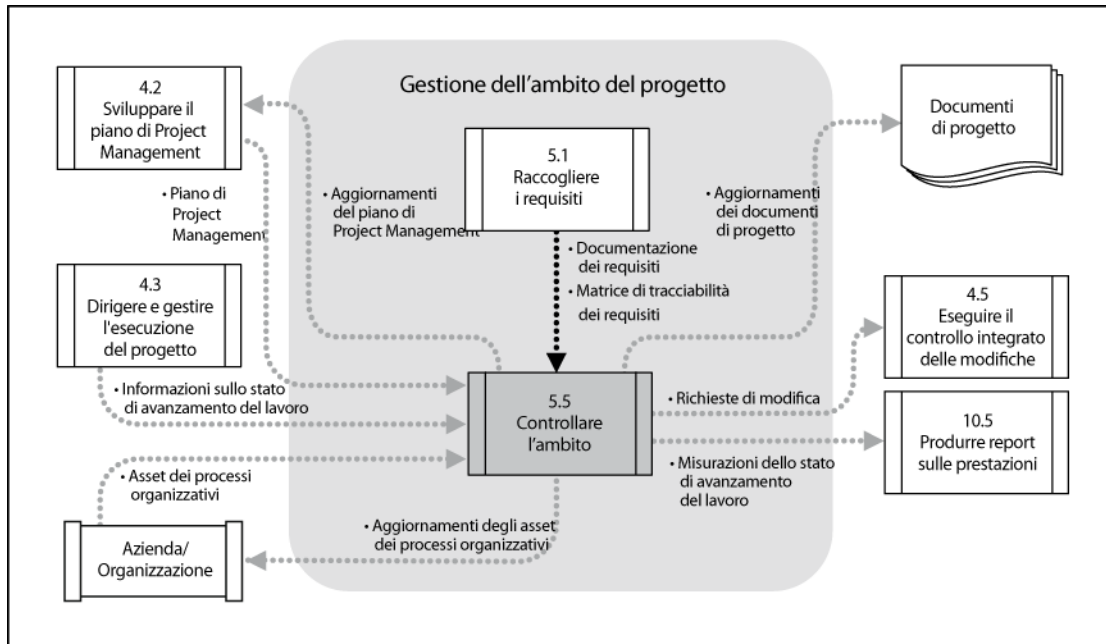 Gestione dell'ambito del progetto
4.2
Sviluppare il
piano di Project
Management
5.1
Raccogliere
i requisiti
Documenti
di progetto
• Piano di
Project
Management
• Aggiornamenti
del piano di
Project Management
• Aggiornamenti
dei documenti
di progetto
• Documentazione
dei requisiti
• Matrice di tracciabilità
dei requisiti
4.3
Dirigere e gestire
l'esecuzione
del progetto
4.5
Eseguire il
controllo integrato
delle modifiche
• Informazioni sullo stato
di avanzamento del lavoro
5.5
Controllare
l'ambito
• Richieste di modifica
10.5
Produrre report
sulle prestazioni
• Misurazioni dello stato
di avanzamento
del lavoro
• Asset dei processi
organizzativi
• Aggiornamenti degli asset
dei processi organizzativi
Azienda/
Organizzazione